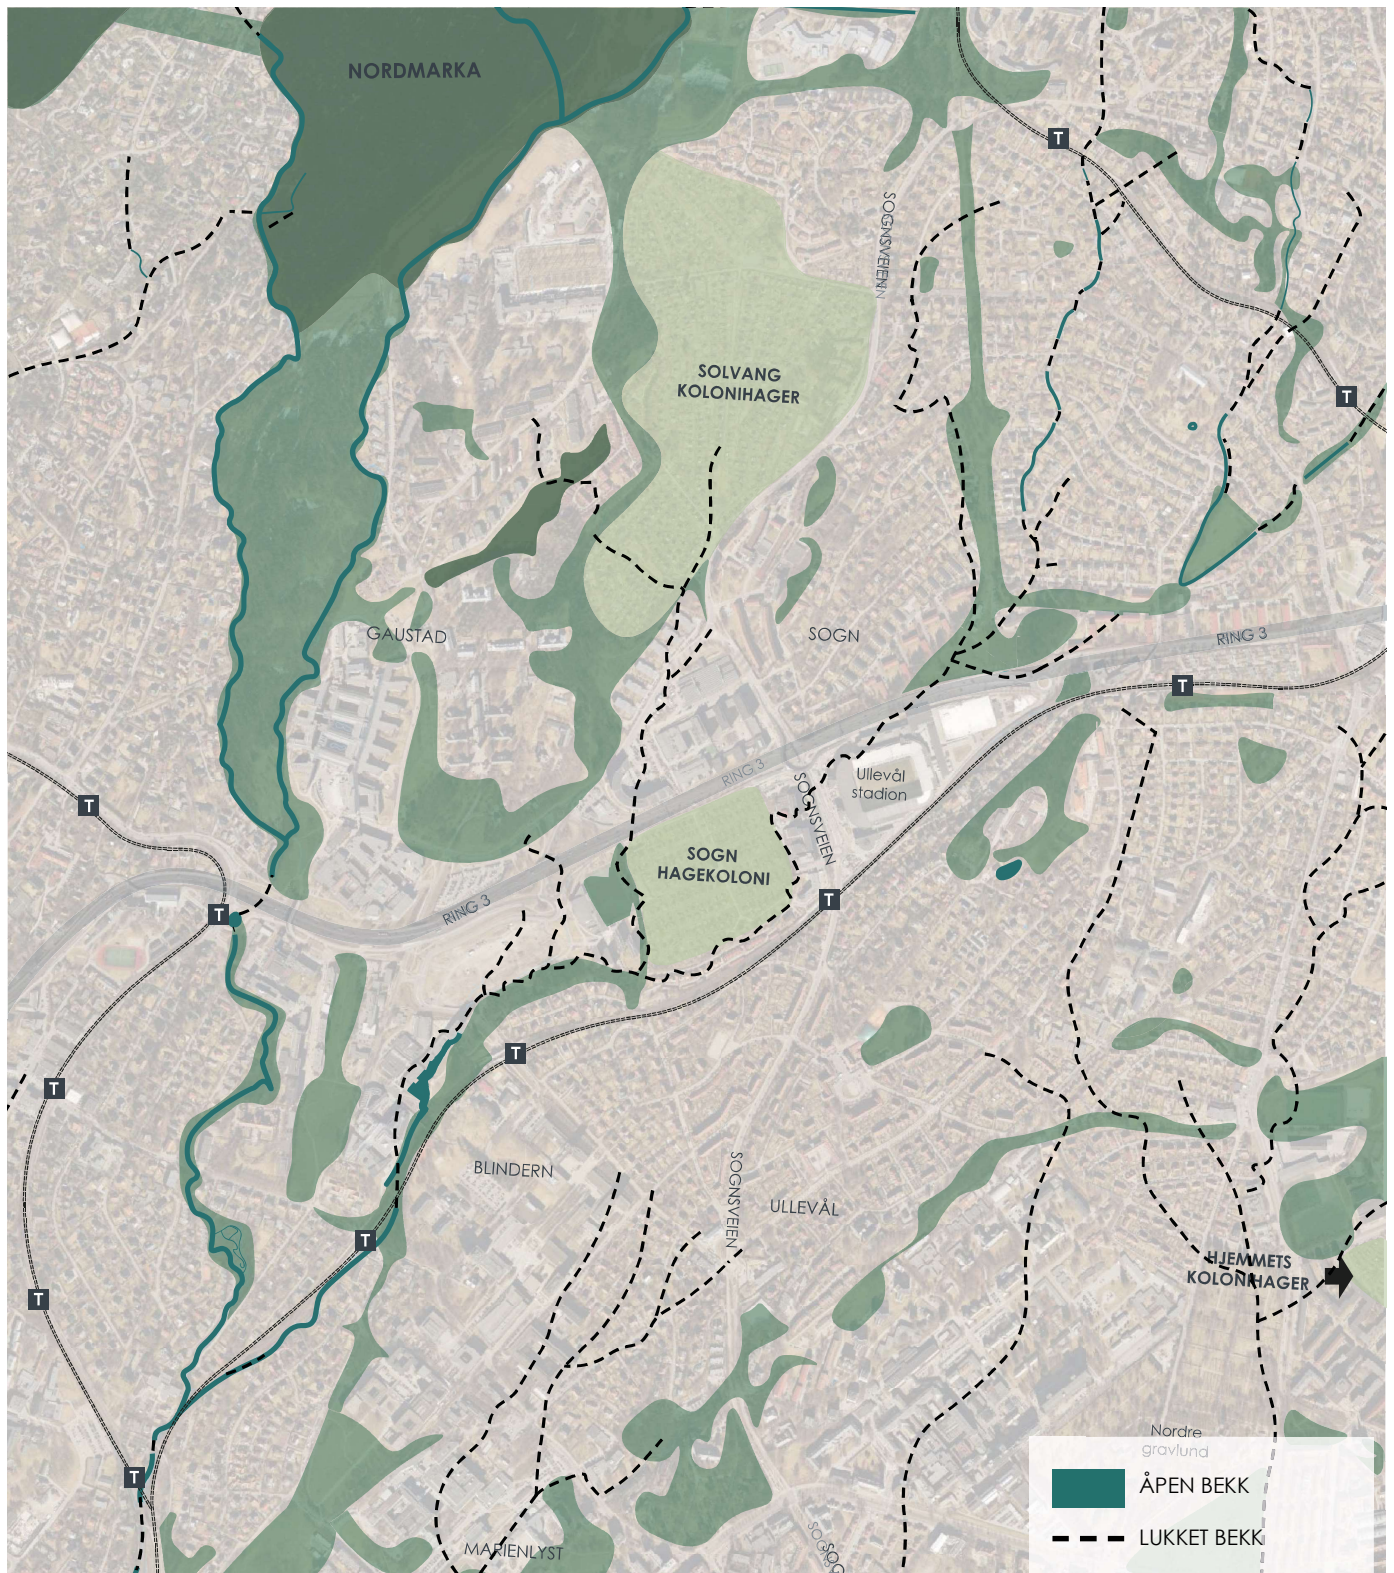 NORDMARKA
T
SOGNSVEIEN
SOLVANG
KOLONIHAGER
T
GAUSTAD
SOGN
RING 3
T
RING 3
Ullevål
stadion
SOGNSVEIEN
T
SOGN
HAGEKOLONI
T
T
RING 3
T
T
T
BLINDERN
SOGNSVEIEN
ULLEVÅL
T
HJEMMETS
KOLONIHAGER
T
Nordre
gravlund
T
ÅPEN BEKK
LUKKET BEKK
MARIENLYST